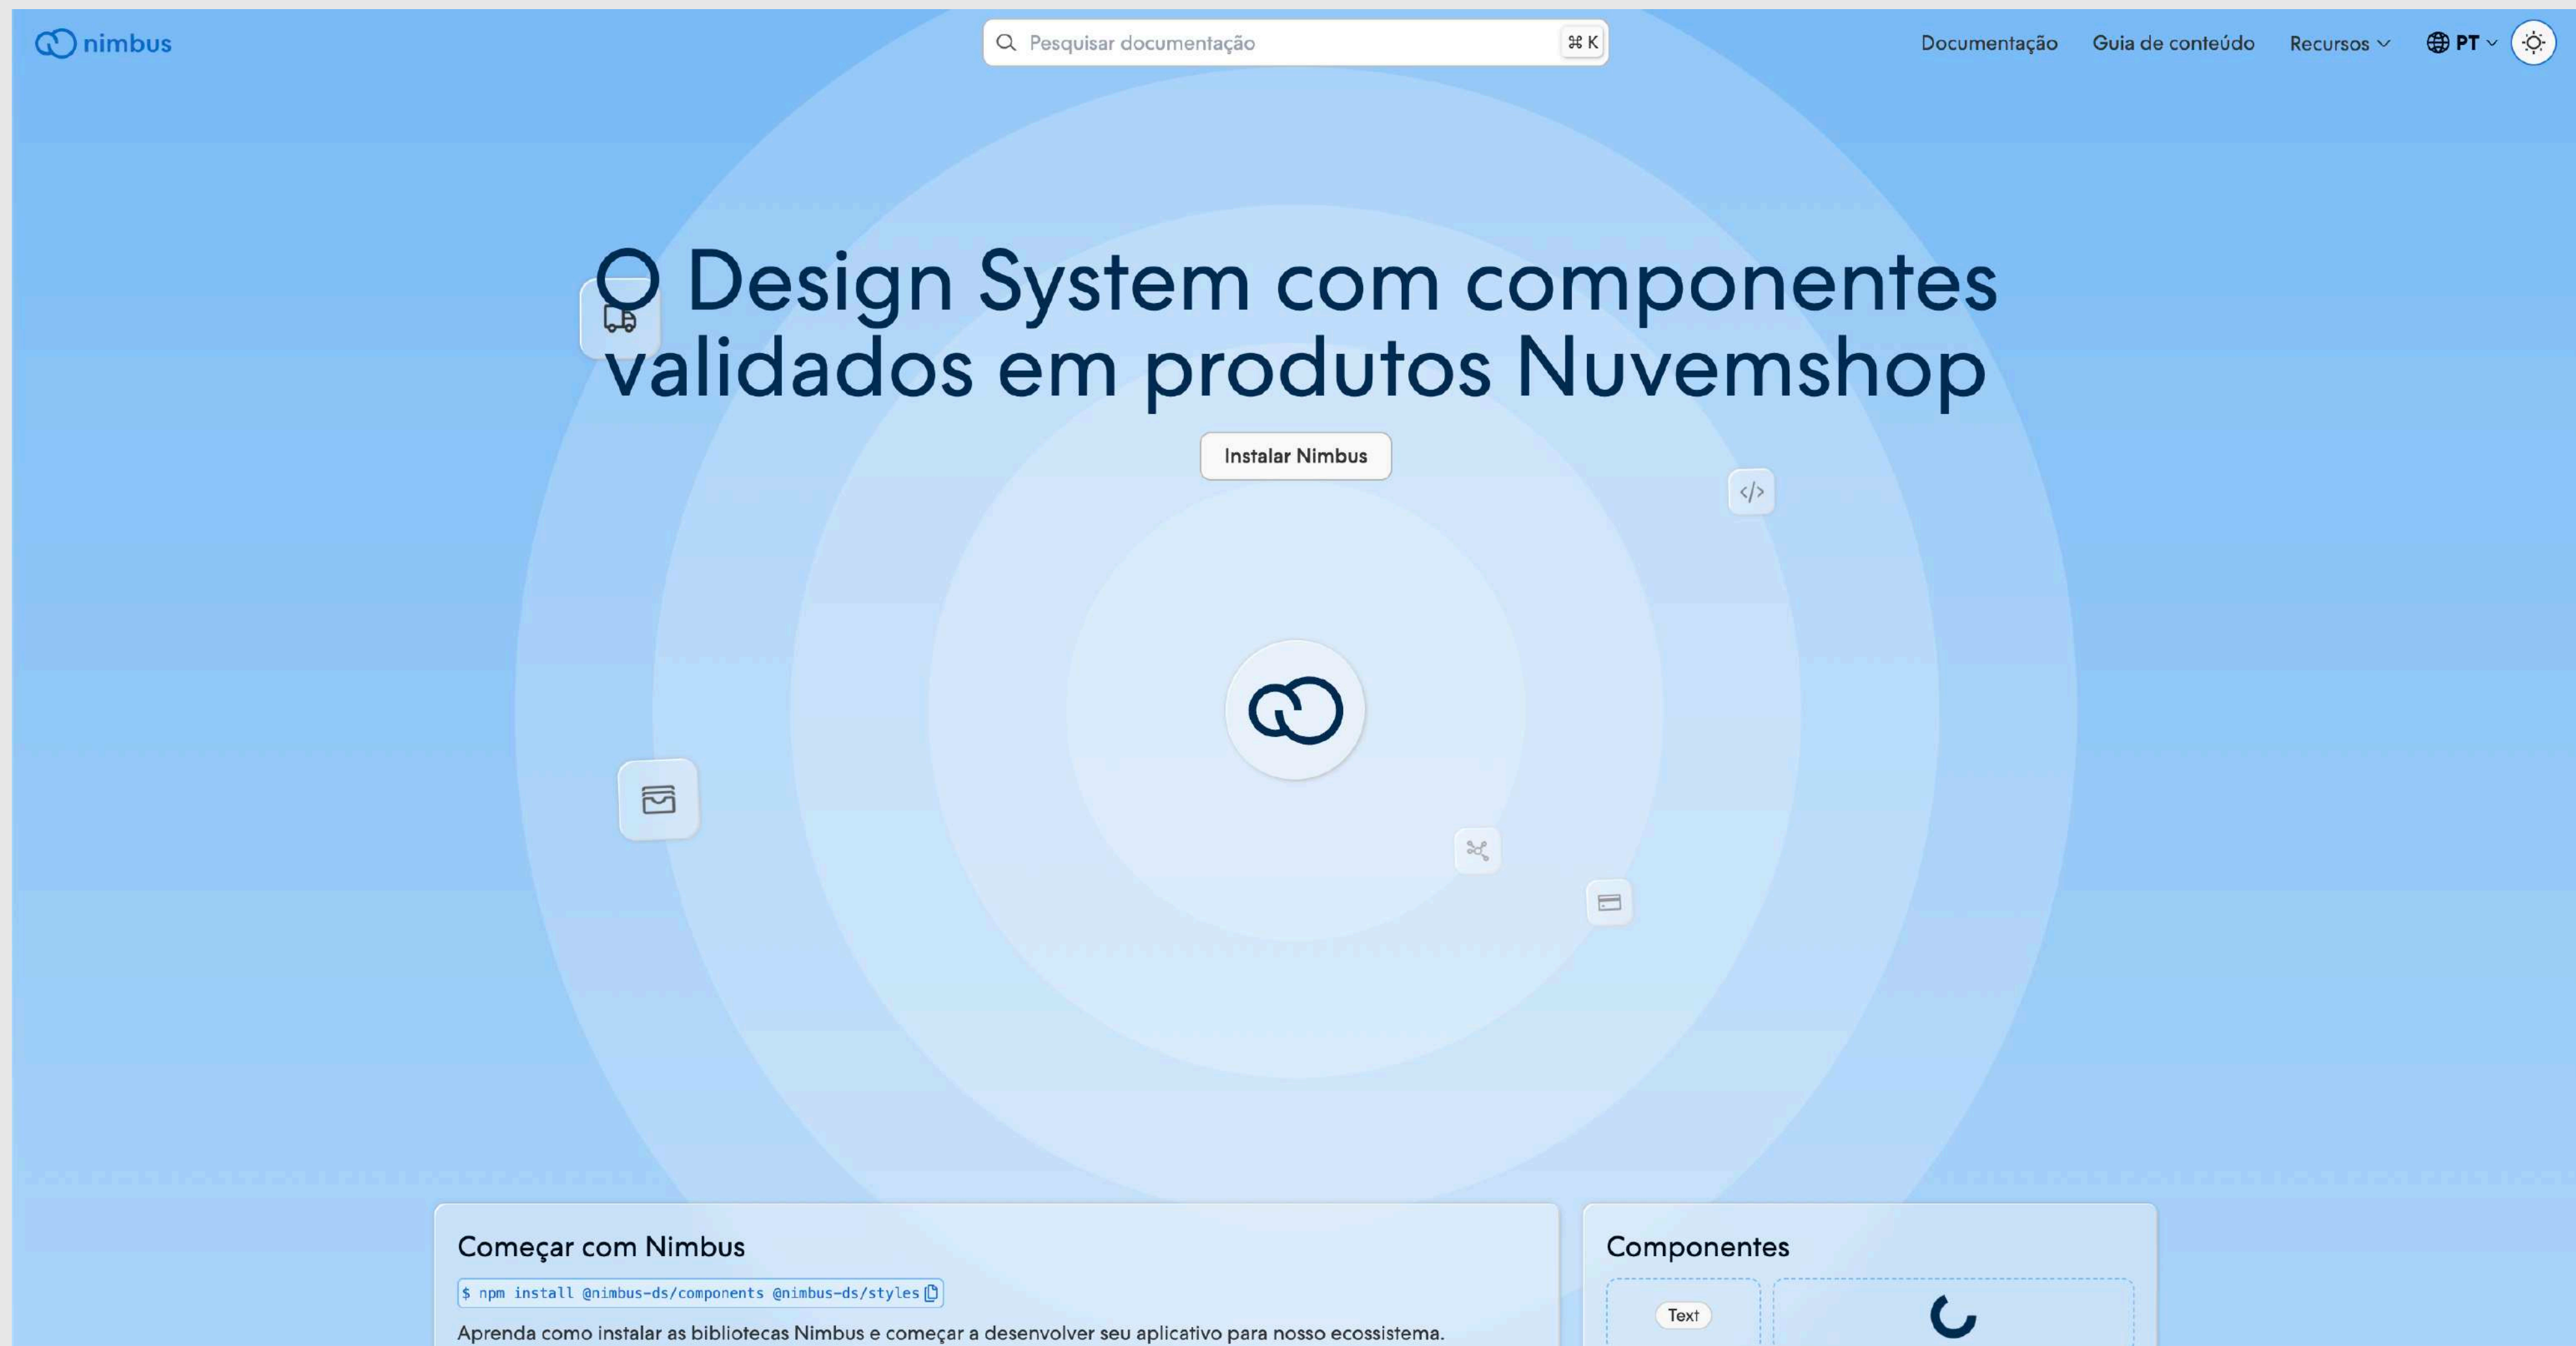 nimbus
Pesquisar documentação
⌘ K
Documentação
Guia de conteúdo
Recursos
PT
O Design System com componentes
validados em produtos Nuvemshop
Instalar Nimbus
</>
Começar com Nimbus
$ npm install @nimbus-ds/components @nimbus-ds/styles
Aprenda como instalar as bibliotecas Nimbus e começar a desenvolver seu aplicativo para nosso ecossistema.
Componentes
Text